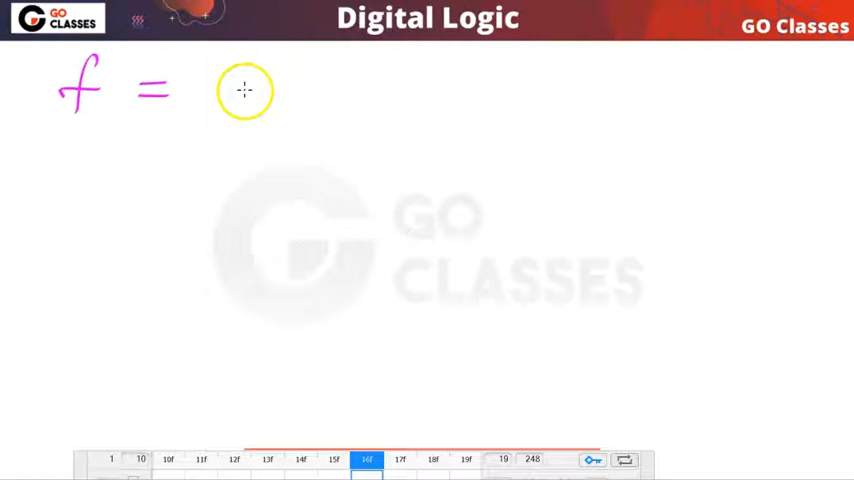 GO CLASSES
Digital Logic
GO Classes
f =
GO
CLASSES
1 10 10f 11f 12f 13f 14f 15f 16f 17f 18f 19f 19 248